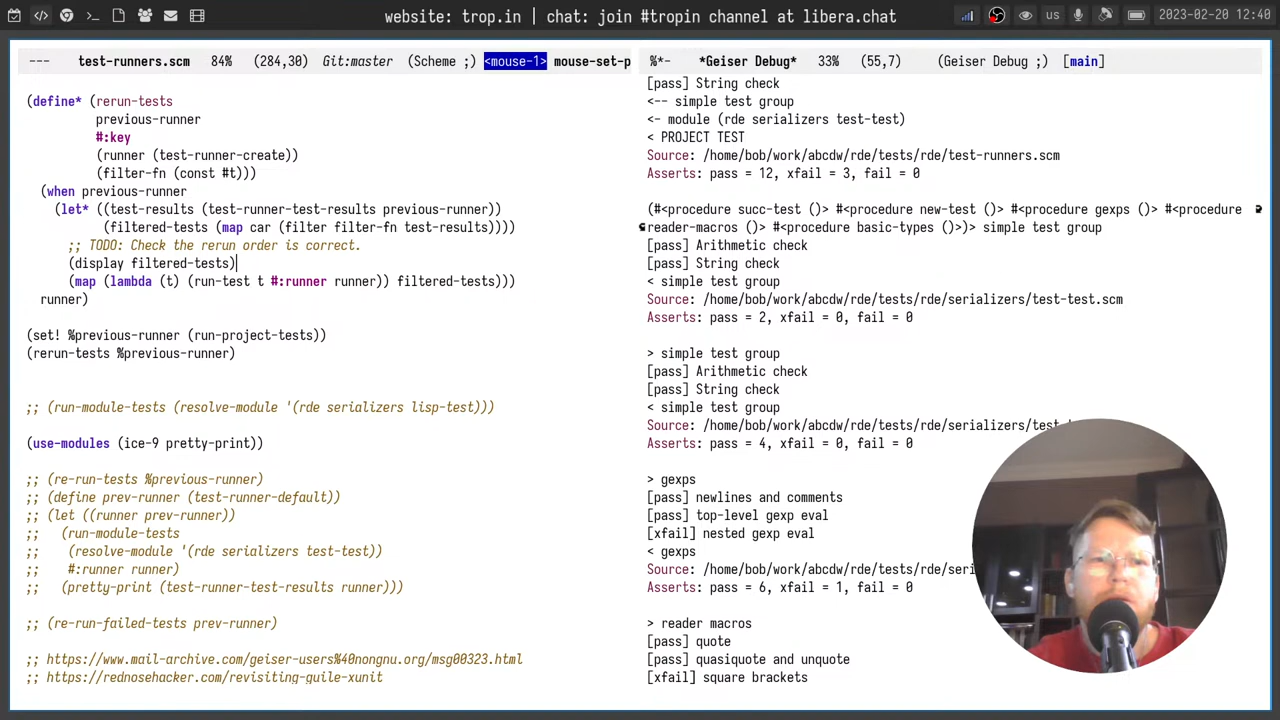 website: trop.in | chat: join #tropin channel at libera.chat
us
2023-02-20 12:40
--- test-runners.scm 84% (284,30) Git:master (Scheme ;) <mouse-1> mouse-set-p
(define* (rerun-tests
previous-runner
#:key
(runner (test-runner-create))
(filter-fn (const #t)))
(when previous-runner
(let* ((test-results (test-runner-test-results previous-runner))
(filtered-tests (map car (filter filter-fn test-results))))
;; TODO: Check the rerun order is correct.
(display filtered-tests)
(map (lambda (t) (run-test t #:runner runner)) filtered-tests)))
runner)
(set! %previous-runner (run-project-tests))
(rerun-tests %previous-runner)
;; (run-module-tests (resolve-module '(rde serializers lisp-test)))
(use-modules (ice-9 pretty-print))
;; (re-run-tests %previous-runner)
;; (define prev-runner (test-runner-default))
;; (let ((runner prev-runner))
;; (run-module-tests
;; (resolve-module '(rde serializers test-test))
;; #:runner runner)
;; (pretty-print (test-runner-test-results runner)))
;; (re-run-failed-tests prev-runner)
;; https://www.mail-archive.com/geiser-users%40nongnu.org/msg00323.html
;; https://rednosehacker.com/revisiting-guile-xunit
%*- *Geiser Debug* 33% (55,7) (Geiser Debug ;) [main]
[pass] String check
<-- simple test group
<- module (rde serializers test-test)
< PROJECT TEST
Source: /home/bob/work/abcdw/rde/tests/rde/test-runners.scm
Asserts: pass = 12, xfail = 3, fail = 0
(#<procedure succ-test ()> #<procedure new-test ()> #<procedure gexps ()> #<procedure
reader-macros ()> #<procedure basic-types ()>)> simple test group
[pass] Arithmetic check
[pass] String check
< simple test group
Source: /home/bob/work/abcdw/rde/tests/rde/serializers/test-test.scm
Asserts: pass = 2, xfail = 0, fail = 0
> simple test group
[pass] Arithmetic check
[pass] String check
< simple test group
Source: /home/bob/work/abcdw/rde/tests/rde/serializers/test-
Asserts: pass = 4, xfail = 0, fail = 0
> gexps
[pass] newlines and comments
[pass] top-level gexp eval
[xfail] nested gexp eval
< gexps
Source: /home/bob/work/abcdw/rde/tests/rde/seri
Asserts: pass = 6, xfail = 1, fail = 0
> reader macros
[pass] quote
[pass] quasiquote and unquote
[xfail] square brackets